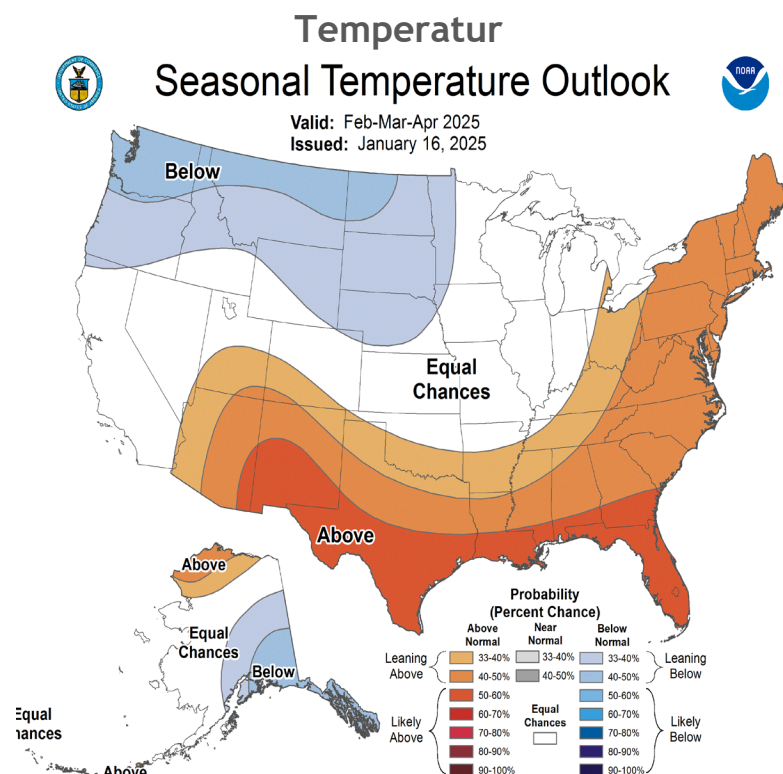 Temperatur
Seasonal Temperature Outlook
NOAA
Valid: Feb-Mar-Apr 2025
Issued: January 16, 2025
Below
Equal
Chances
Above
Above
Equal
Chances
Below
Equal
hances
Above
Probability
(Percent Chance)
Above
Normal
Near
Normal
Below
Normal
Leaning
Above
33-40% 33-40% 33-40%
40-50% 40-50% 40-50%
Leaning
Below
Likely
Above
50-60% 50-60%
60-70% 60-70%
70-80% 70-80%
80-90% 80-90%
90-100% 90-100%
Equal
Chances
Likely
Below